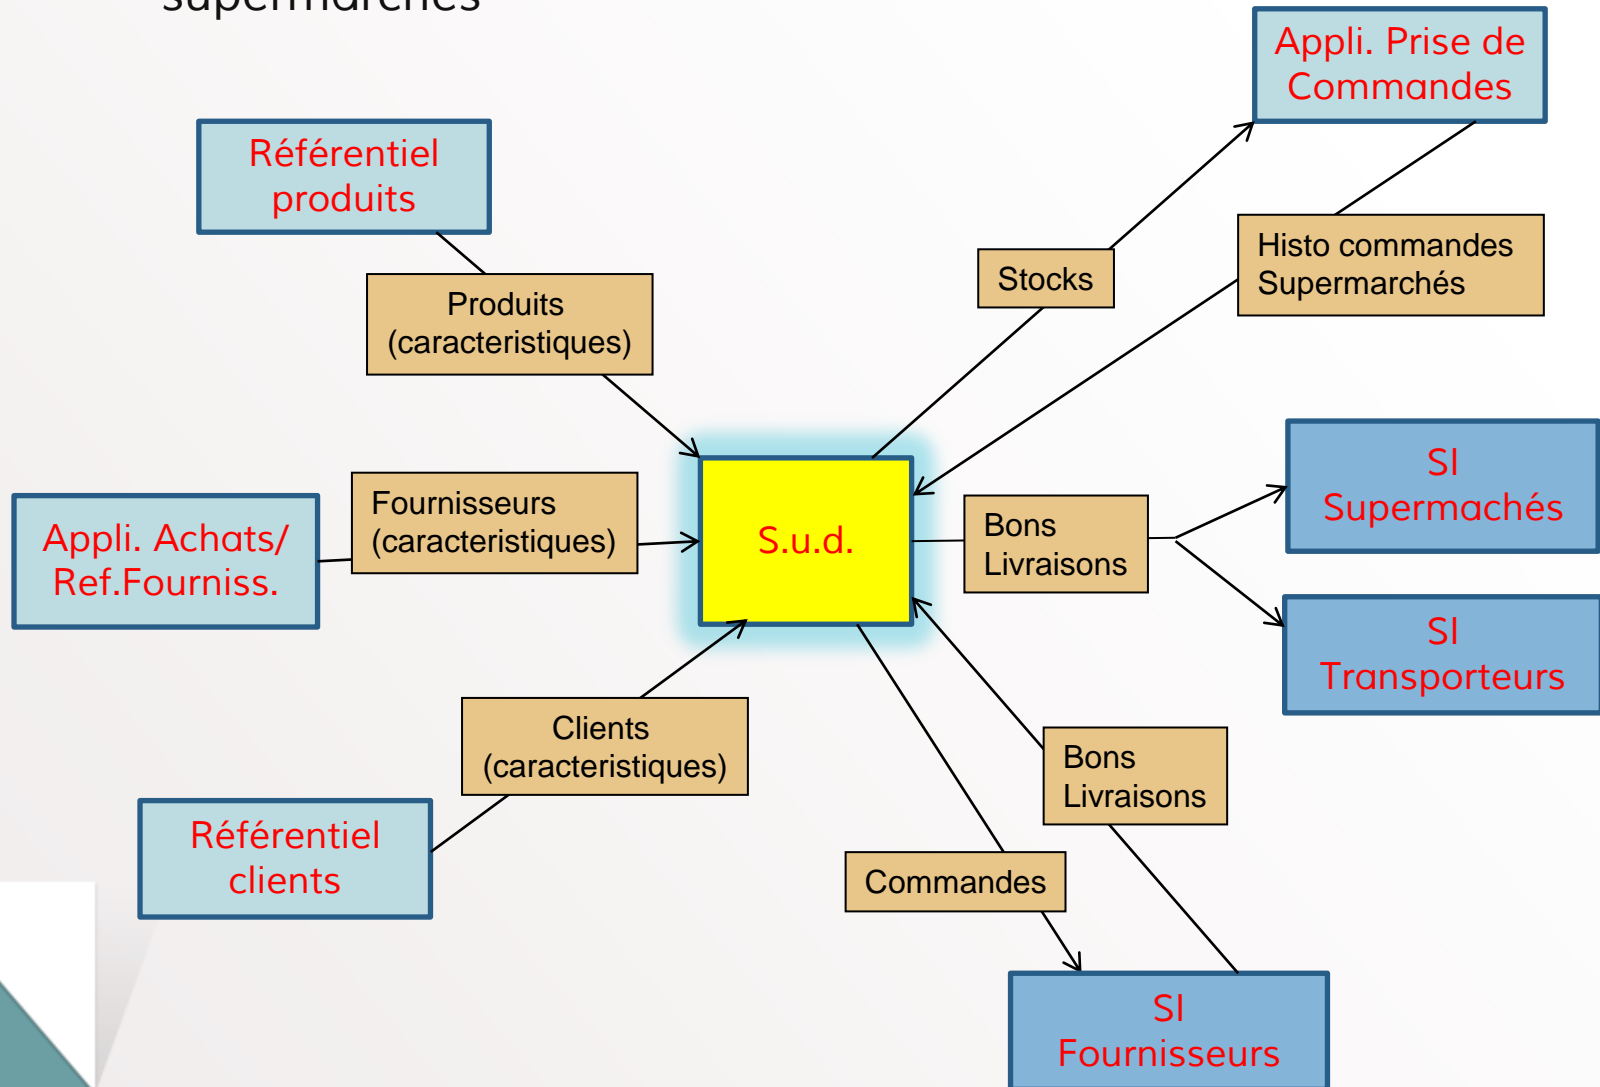 supermarchés
Appli. Prise de
Commandes
Référentiel
produits
Histo commandes
Supermarchés
Stocks
Produits
(caracteristiques)
SI
Supermachés
Fournisseurs
(caracteristiques)
Appli. Achats/
Ref.Fourniss.
S.u.d.
Bons
Livraisons
SI
Transporteurs
Clients
(caracteristiques)
Bons
Livraisons
Référentiel
clients
Commandes
SI
Fournisseurs